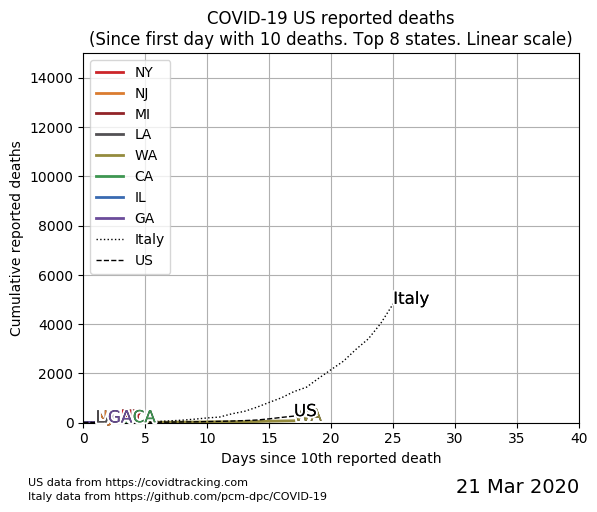 COVID-19 US reported deaths
(Since first day with 10 deaths. Top 8 states. Linear scale)
Cumulative reported deaths
14000
12000
10000
8000
6000
4000
2000
0
NY
NJ
MI
LA
WA
CA
IL
GA
Italy
US
Italy
US
GA
CA
0 5 10 15 20 25 30 35 40
Days since 10th reported death
US data from https://covidtracking.com
Italy data from https://github.com/pcm-dpc/COVID-19
21 Mar 2020